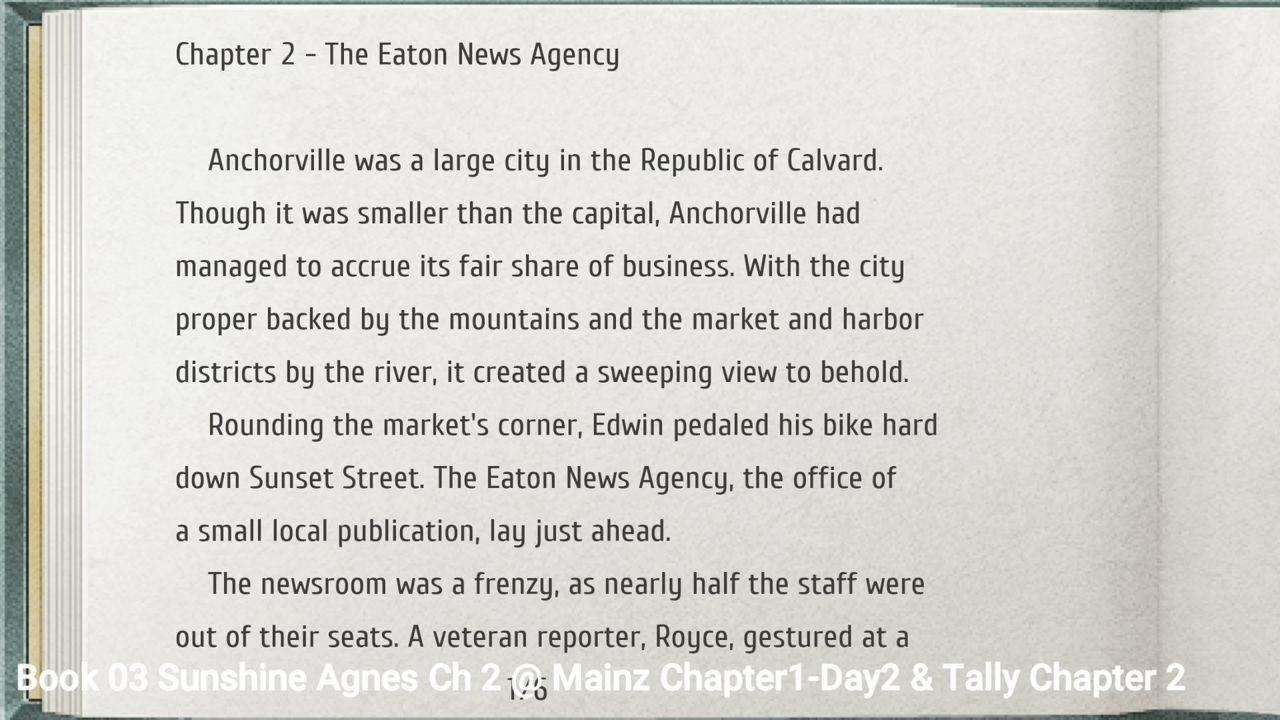 Chapter 2 - The Eaton News Agency
Anchorville was a large city in the Republic of Calvard.
Though it was smaller than the capital, Anchorville had
managed to accrue its fair share of business. With the city
proper backed by the mountains and the market and harbor
districts by the river, it created a sweeping view to behold.
Rounding the market's corner, Edwin pedaled his bike hard
down Sunset Street. The Eaton News Agency, the office of
a small local publication, lay just ahead.
The newsroom was a frenzy, as nearly half the staff were
out of their seats. A veteran reporter, Royce, gestured at a
Book 03 Sunshine Agnes Ch 2 @ Mainz Chapter1-Day2 & Tally Chapter 2